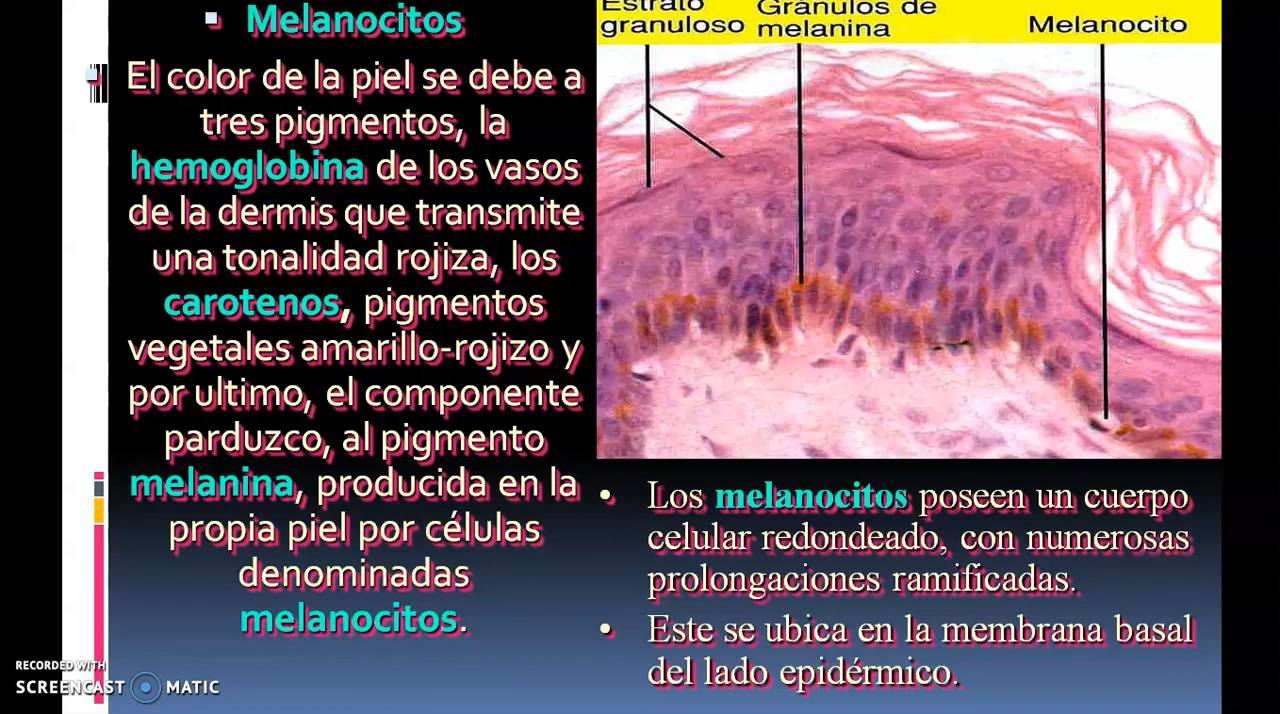 Melanocitos
El color de la piel se debe a
tres pigmentos, la
hemoglobina de los vasos
de la dermis que transmite
una tonalidad rojiza, los
carotenos, pigmentos
vegetales amarillo-rojizo y
por ultimo, el componente
parduzco, al pigmento
melanina, producida en la
propia piel por células
denominadas
melanocitos.
Estrato
granuloso
Gránulos de
melanina
Melanocito
• Los melanocitos poseen un cuerpo
celular redondeado, con numerosas
prolongaciones ramificadas.
• Este se ubica en la membrana basal
del lado epidérmico.
RECORDED WITH
SCREENCAST MATIC